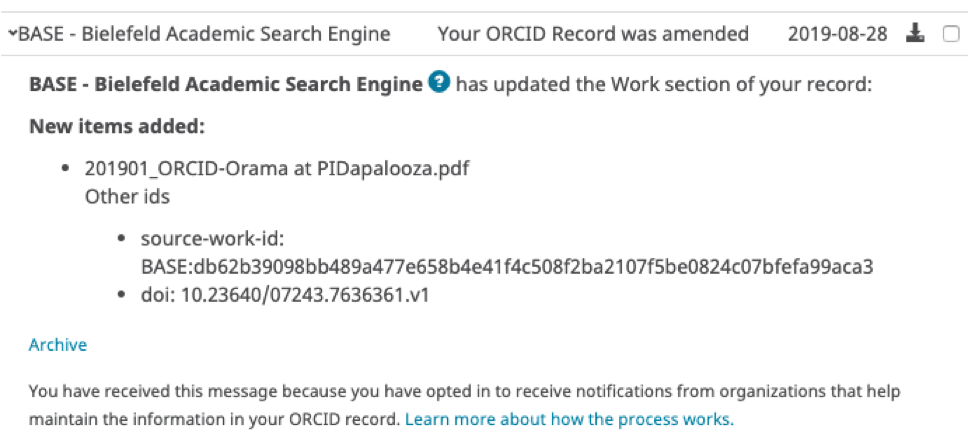 BASE - Bielefeld Academic Search Engine Your ORCID Record was amended 2019-08-28
BASE - Bielefeld Academic Search Engine ? has updated the Work section of your record:
New items added:
• 201901_ORCID-Orama at PIDapalooza.pdf
Other ids
• source-work-id:
BASE:db62b39098bb489a477e658b4e41f4c508f2ba2107f5be0824c07bfefa99aca3
• doi: 10.23640/07243.7636361.v1
Archive
You have received this message because you have opted in to receive notifications from organizations that help
maintain the information in your ORCID record. Learn more about how the process works.